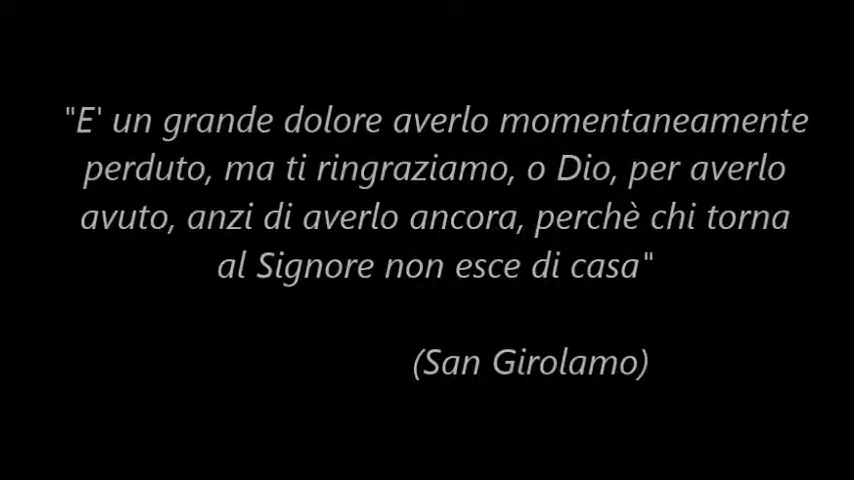 "E' un grande dolore averlo momentaneamente
perduto, ma ti ringraziamo, o Dio, per averlo
avuto, anzi di averlo ancora, perchè chi torna
al Signore non esce di casa"
(San Girolamo)